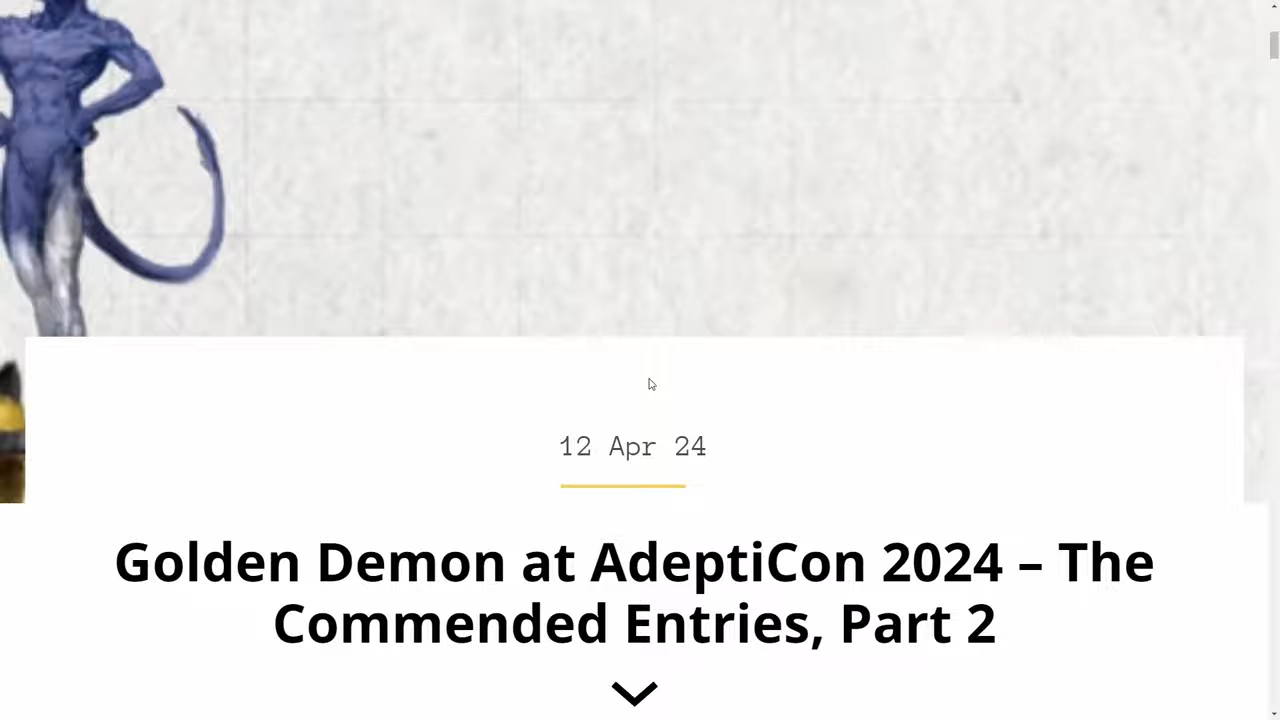 12 Apr 24
Golden Demon at AdeptiCon 2024 – The
Commended Entries, Part 2